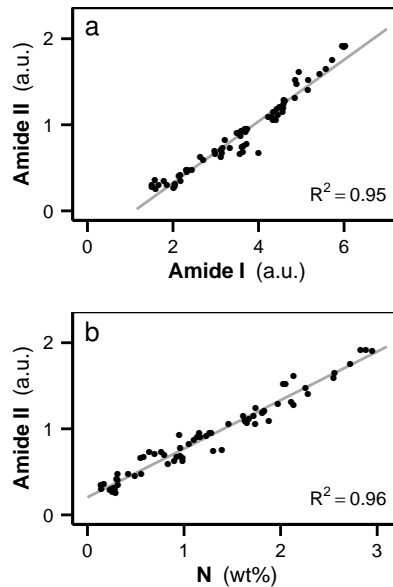 a
2
1
0
Amide II (a.u.)
R² = 0.95
0 2 4 6
Amide I (a.u.)
b
2
1
0
Amide II (a.u.)
R² = 0.96
0 1 2 3
N (wt%)